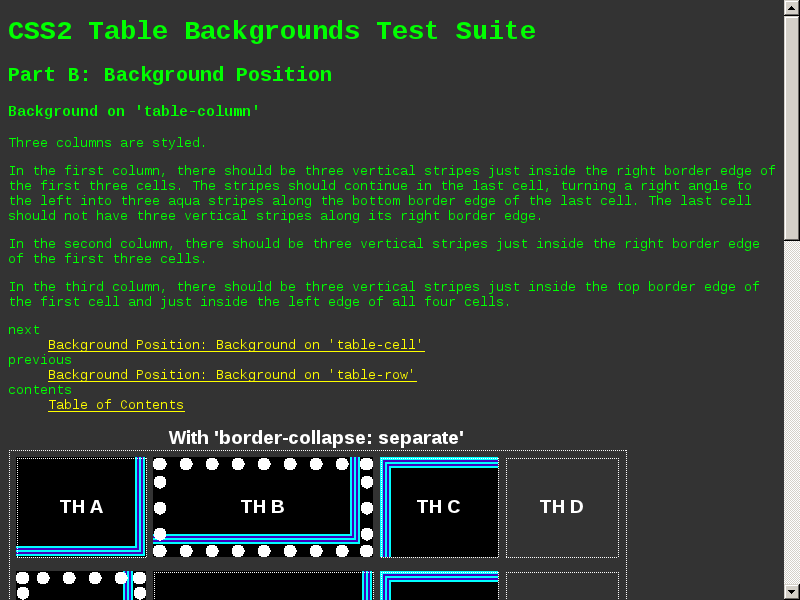 CSS2 Table Backgrounds Test Suite
Part B: Background Position
Background on 'table-column'
Three columns are styled.
In the first column, there should be three vertical stripes just inside the right border edge of
the first three cells. The stripes should continue in the last cell, turning a right angle to
the left into three aqua stripes along the bottom border edge of the last cell. The last cell
should not have three vertical stripes along its right border edge.
In the second column, there should be three vertical stripes just inside the right border edge
of the first three cells.
In the third column, there should be three vertical stripes just inside the top border edge of
the first cell and just inside the left edge of all four cells.
next
Background Position: Background on 'table-cell'
previous
Background Position: Background on 'table-row'
contents
Table of Contents
With 'border-collapse: separate'
TH A TH B TH C TH D